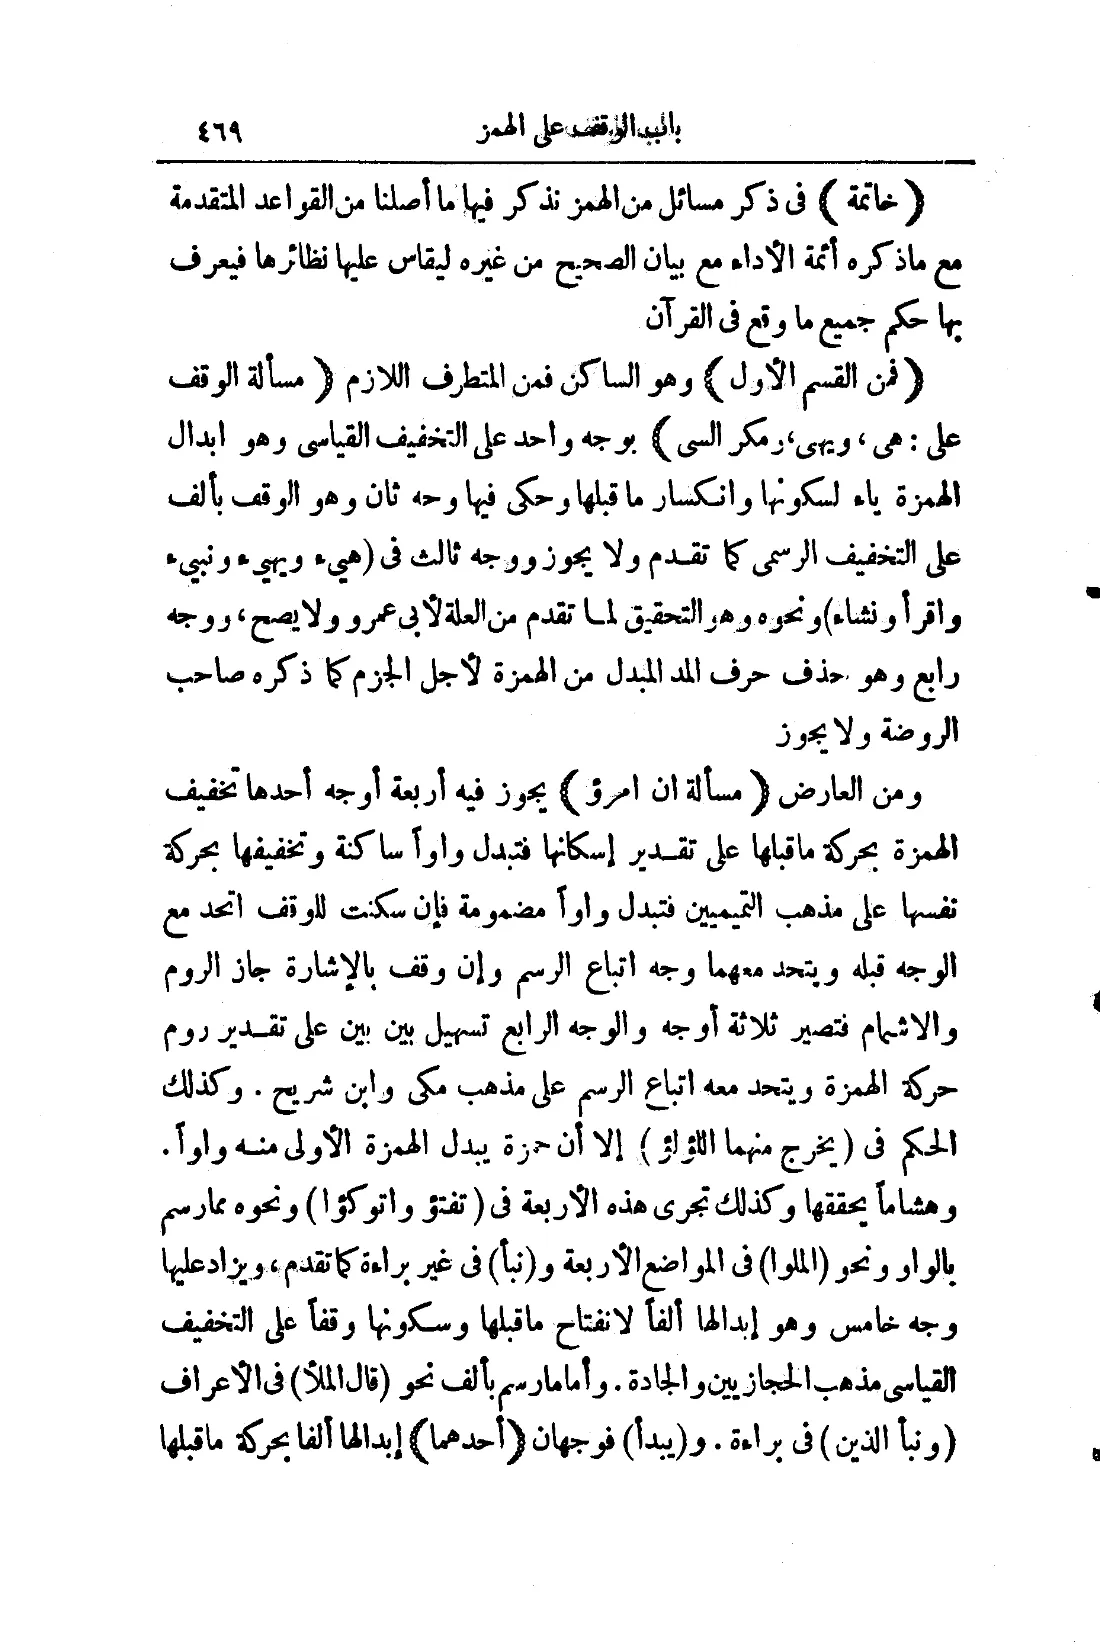 باب الوقف على الهمز ٤٦٩
( خاتمة ) فى ذكر مسائل من الهمز نذكر فيها ما أصلنا من القواعد المتقدمة
مع ماذكره أئمة الأداء مع بيان الصحيح من غيره ليقاس عليها نظائرها فيعرف
بها حكم جميع ما وقع فى القرآن
( فمن القسم الأول ) وهو الساكن فمن المتطرف اللازم ( مسألة الوقف
على : هى ، ويهى، ومكر السى ) بوجه واحد على التخفيف القياسى وهو ابدال
الهمزة ياء لسكونها وانكسار ما قبلها وحكى فيها وجه ثان وهو الوقف بألف
على التخفيف الرسمى كما تقدم ولا يجوز ووجه ثالث فى (هيىء ويهيىء ونبىء
واقرأ ونشاء) ونحوه وهو التحقيق لما تقدم من العلة لأبى عمرو ولا يصح، ووجه
رابع وهو حذف حرف المد المبدل من الهمزة لأجل الجزم كما ذكره صاحب
الروضة ولا يجوز
ومن العارض ( مسألة ان امرؤ ) يجوز فيه أربعة أوجه أحدها تخفيف
الهمزة بحركة ماقبلها على تقدير إسكانها فتبدل واواً ساكنة وتخفيفها بحركة
نفسها على مذهب التميميين فتبدل واواً مضمومة فإن سكنت للوقف اتحد مع
الوجه قبله ويتحد معهما وجه اتباع الرسم وإن وقف بالإشارة جاز الروم
والاشمام فتصير ثلاثة أوجه والوجه الرابع تسهيل بين بين على تقدير روم
حركة الهمزة ويتحد معه اتباع الرسم على مذهب مكى وابن شريح . وكذلك
الحكم فى (يخرج منهما اللؤلؤ) إلا أن حمزة يبدل الهمزة الأولى منه واواً .
وهشاماً يحققها وكذلك تجرى هذه الأربعة فى (تفتؤ واتوكؤا) ونحوه ممارسم
بالواو ونحو (الملوا) فى المواضع الأربعة و(نبأ) فى غير براءة كما تقدم، ويزاد عليها
وجه خامس وهو إبدالها ألفاً لانفتاح ماقبلها وسكونها وقفاً على التخفيف
القياسى مذهب الحجازيين والجادة . وأما مارسم بألف نحو (قال الملأ) فى الأعراف
(ونبأ الذين) فى براءة . و(يبدأ) فوجهان (أحدهما) إبدالها ألفا بحركة ماقبلها